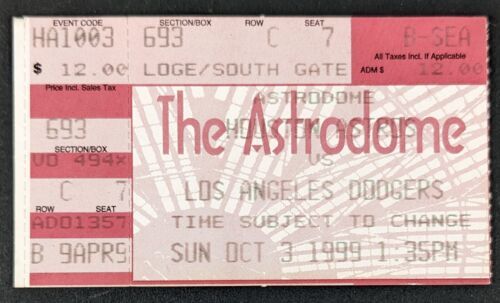 EVENT CODE SECTION/BOX ROW SEAT
HA1003 693 C 7 B-SEA
All Taxes Incl. If Applicable
$ 12.00 LOGE/SOUTH GATE ADM $ 12.00
Price Incl. Sales Tax
ASTRODOME
693 HOUSTON ASTROS
The Astrodome
SECTION/BOX
VS
VO 494X
C 7 LOS ANGELES DODGERS
ROW SEAT
ADO1357 TIME SUBJECT TO CHANGE
B 9APR9 SUN OCT 3 1999 1:35PM